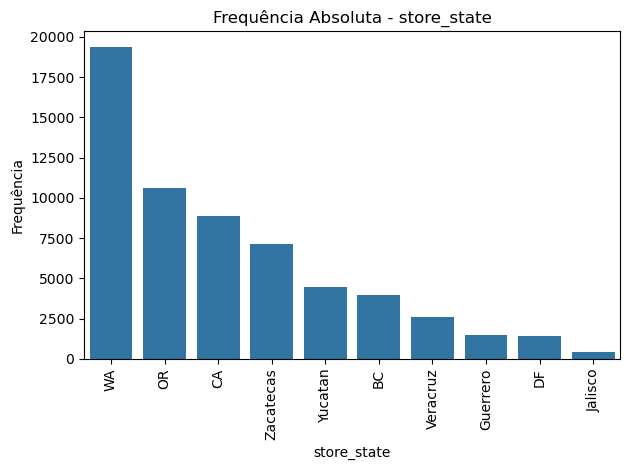 Frequência Absoluta - store_state
Frequência
20000
17500
15000
12500
10000
7500
5000
2500
0
WA
OR
CA
Zacatecas
Yucatan
BC
Veracruz
Guerrero
DF
Jalisco
store_state